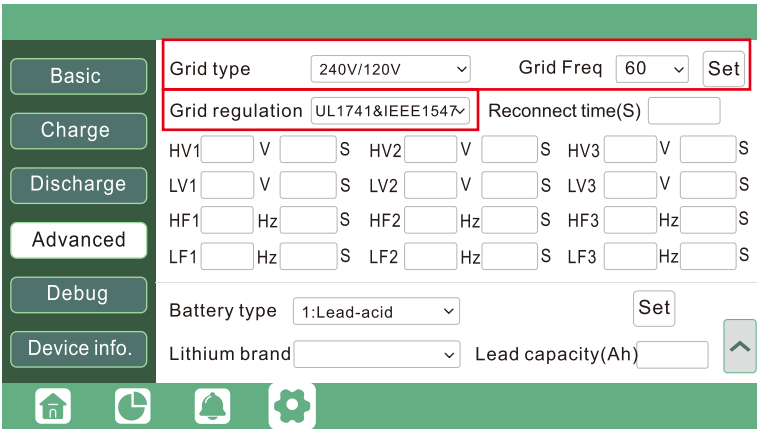 Basic
Charge
Discharge
Advanced
Debug
Device info.
Grid type 240V/120V Grid Freq 60 Set
Grid regulation UL1741&IEEE1547 Reconnect time(S)
HV1 V S HV2 V S HV3 V S
LV1 V S LV2 V S LV3 V S
HF1 Hz S HF2 Hz S HF3 Hz S
LF1 Hz S LF2 Hz S LF3 Hz S
Battery type 1:Lead-acid Set
Lithium brand Lead capacity(Ah)